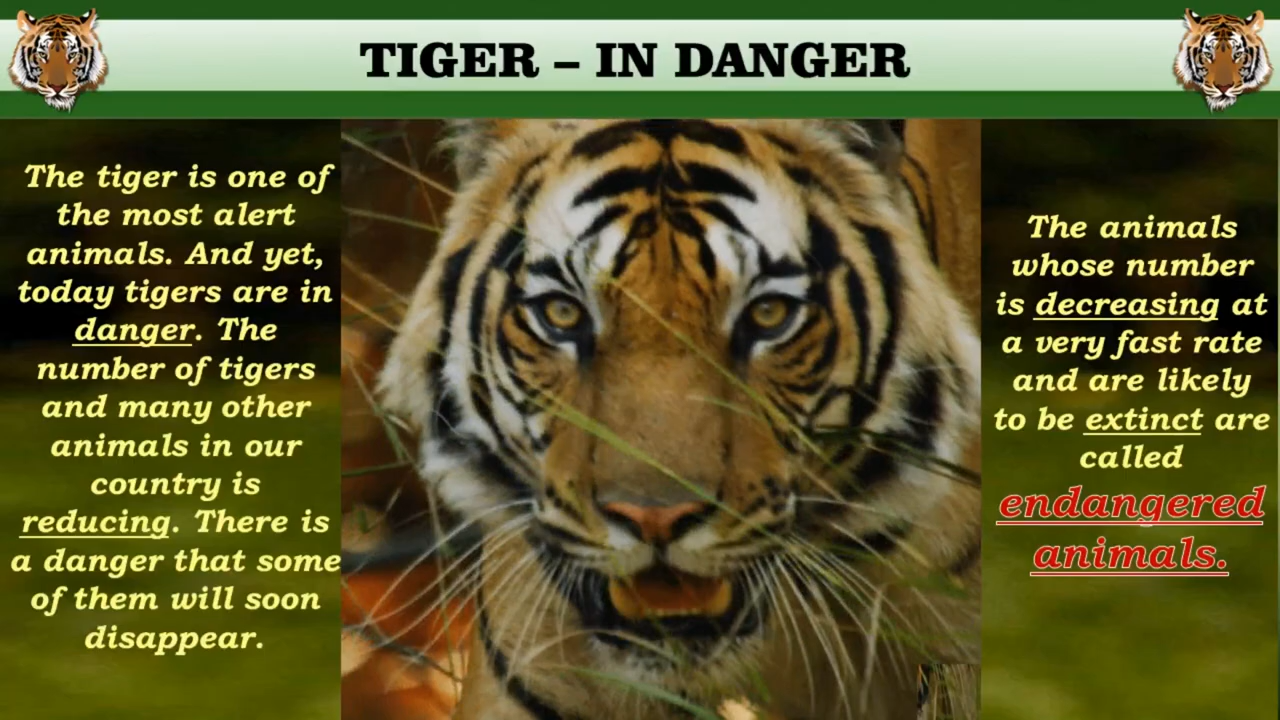 TIGER – IN DANGER
The tiger is one of
the most alert
animals. And yet,
today tigers are in
danger. The
number of tigers
and many other
animals in our
country is
reducing. There is
a danger that some
of them will soon
disappear.
The animals
whose number
is decreasing at
a very fast rate
and are likely
to be extinct are
called
endangered
animals.